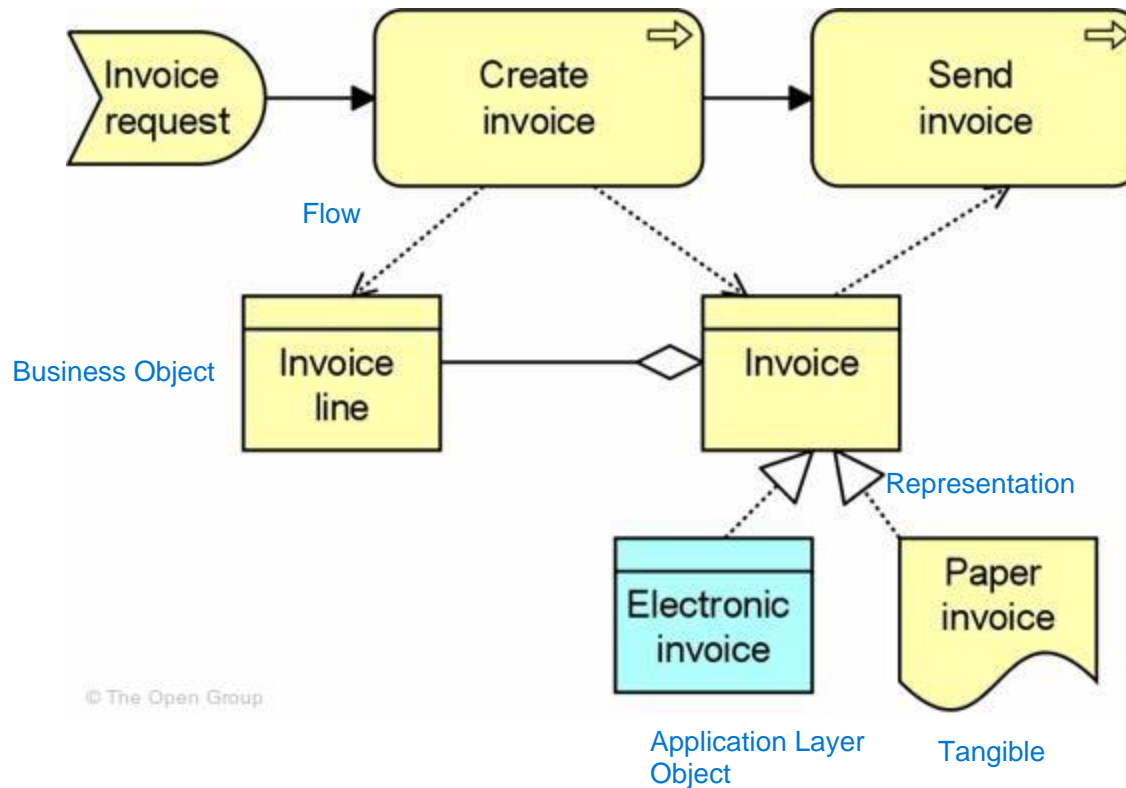 Invoice
request
Create
invoice
Send
invoice
Flow
Business Object
Invoice
line
Invoice
Representation
Electronic
invoice
Paper
invoice
© The Open Group
Application Layer
Object
Tangible